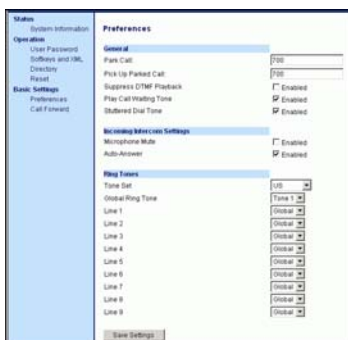 Status
System Information
Operation
User Password
Softkeys and XML
Directory
Reset
Basic Settings
Preferences
Call Forward
Preferences
General
Park Call: 700
Pick Up Parked Call: 700
Suppress DTMF Playback Enabled
Play Call Waiting Tone Enabled
Stuttered Dial Tone Enabled
Incoming Intercom Settings
Microphone Mute Enabled
Auto-Answer Enabled
Ring Tones
Tone Set US
Global Ring Tone Tone 1
Line 1 Global
Line 2 Global
Line 3 Global
Line 4 Global
Line 5 Global
Line 6 Global
Line 7 Global
Line 8 Global
Line 9 Global
Save Settings